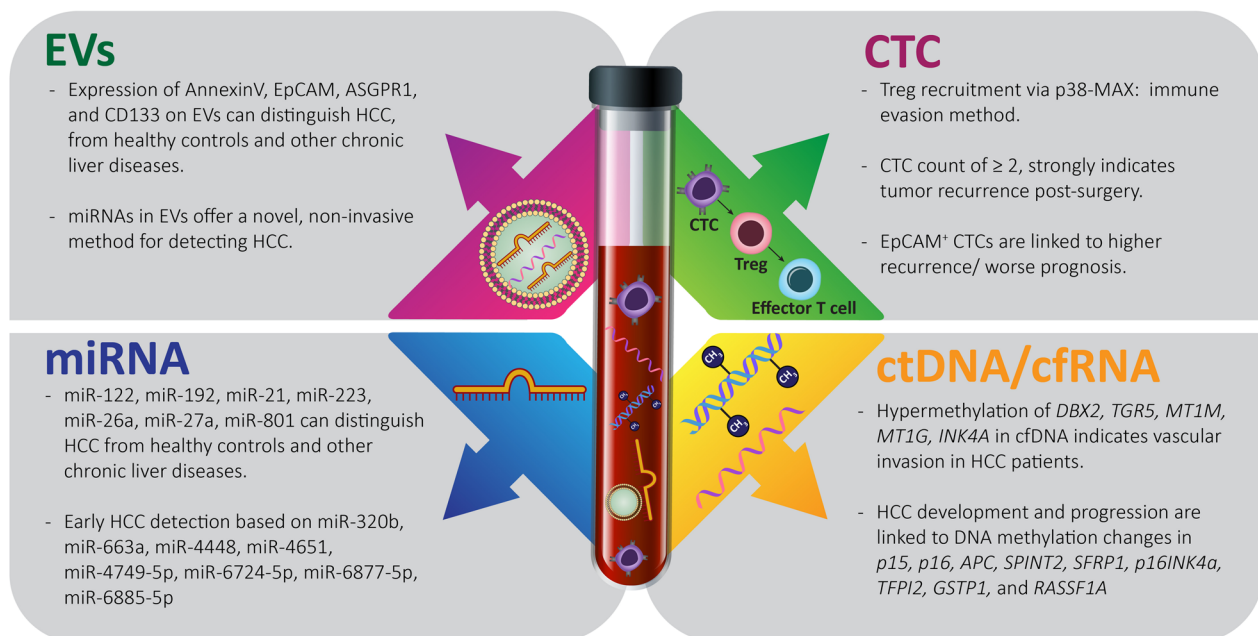 EVs
- Expression of AnnexinV, EpCAM, ASGPR1,
and CD133 on EVs can distinguish HCC,
from healthy controls and other chronic
liver diseases.
- miRNAs in EVs offer a novel, non-invasive
method for detecting HCC.
CTC
- Treg recruitment via p38-MAX: immune
evasion method.
- CTC count of ≥ 2, strongly indicates
tumor recurrence post-surgery.
- EpCAM⁺ CTCs are linked to higher
recurrence/ worse prognosis.
CTC
Treg
Effector T cell
miRNA
- miR-122, miR-192, miR-21, miR-223,
miR-26a, miR-27a, miR-801 can distinguish
HCC from healthy controls and other
chronic liver diseases.
- Early HCC detection based on miR-320b,
miR-663a, miR-4448, miR-4651,
miR-4749-5p, miR-6724-5p, miR-6877-5p,
miR-6885-5p
CH₃
CH₃
CH₃
ctDNA/cfRNA
- Hypermethylation of DBX2, TGR5, MT1M,
MT1G, INK4A in cfDNA indicates vascular
invasion in HCC patients.
- HCC development and progression are
linked to DNA methylation changes in
p15, p16, APC, SPINT2, SFRP1, p16INK4a,
TFPI2, GSTP1, and RASSF1A